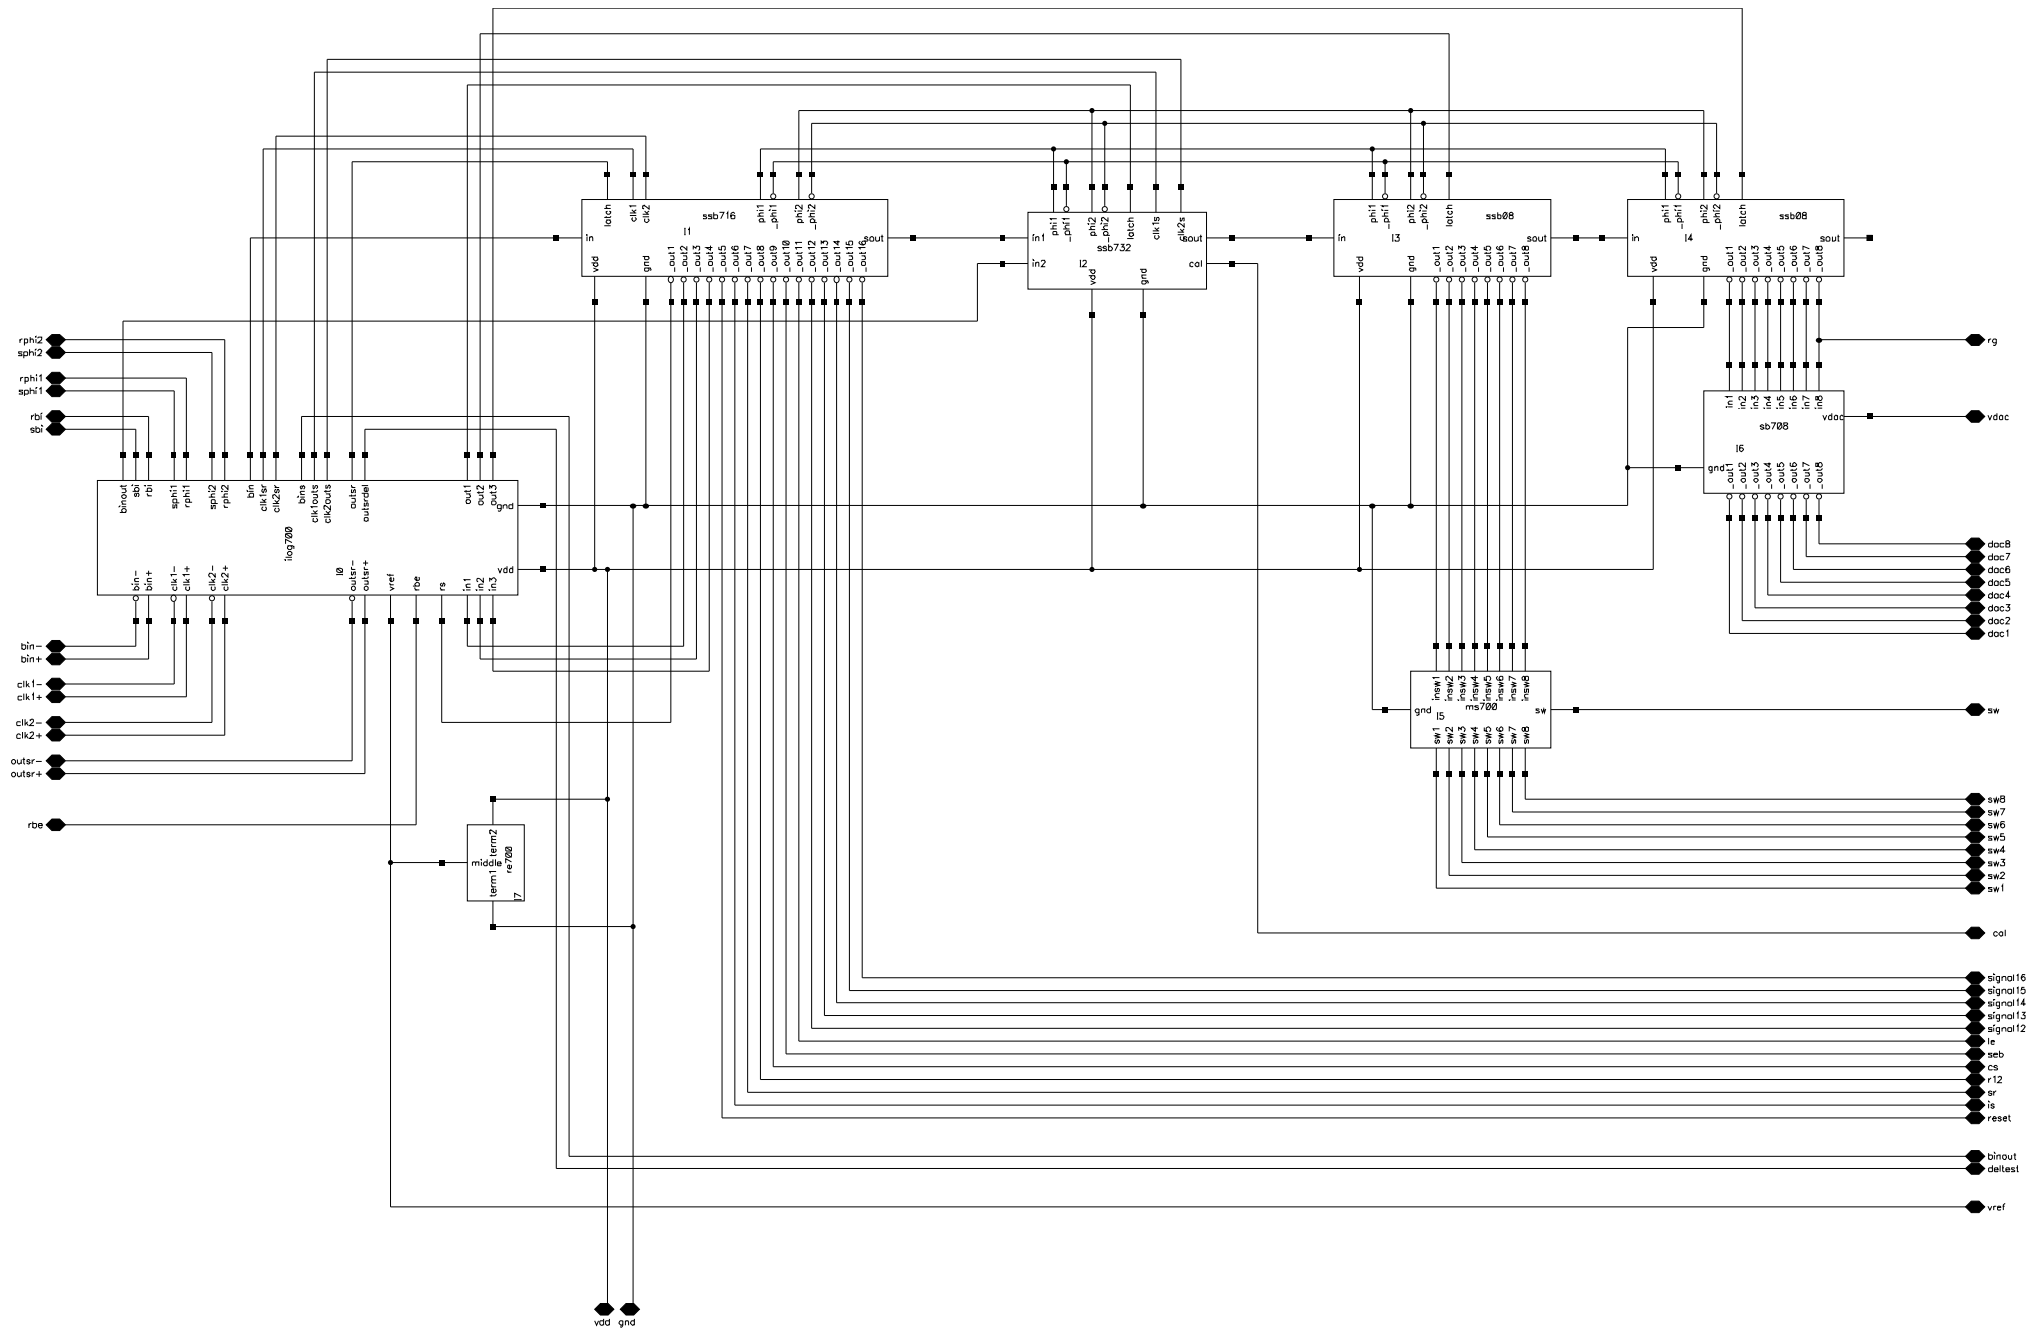 latch
clk1
clk2
ssb716
I1
phi1
_phi1
phi2
_phi2
in
vdd
gnd
_out1
_out2
_out3
_out4
_out5
_out6
_out7
_out8
_out9
_out10
_out11
_out12
_out13
_out14
_out15
_out16
sout
phi1
_phi1
phi2
_phi2
latch
clk1s
clk2s
in1
in2
ssb732
I2
sout
cal
vdd
gnd
phi1
_phi1
phi2
_phi2
latch
ssb08
in
I3
sout
vdd
gnd
_out1
_out2
_out3
_out4
_out5
_out6
_out7
_out8
phi1
_phi1
phi2
_phi2
latch
ssb08
in
I4
sout
vdd
gnd
_out1
_out2
_out3
_out4
_out5
_out6
_out7
_out8
rphi2
sphi2
rphi1
sphi1
rbi
sbi
rg
in1
in2
in3
in4
in5
in6
in7
in8
vdac
vdac
sb708
I6
gnd
_out1
_out2
_out3
_out4
_out5
_out6
_out7
_out8
binout
sbi
rbi
sphi1
rphi1
sphi2
rphi2
bin
clk1sr
clk2sr
bins
clk1outs
clk2outs
outsr
outsrdel
out1
out2
out3
gnd
ilog700
I0
vdd
bin-
bin+
clk1-
clk1+
clk2-
clk2+
outsr-
outsr+
vref
rbe
rs
in1
in2
in3
dac8
dac7
dac6
dac5
dac4
dac3
dac2
dac1
bin-
bin+
clk1-
clk1+
clk2-
clk2+
outsr-
outsr+
rbe
insw1
insw2
insw3
insw4
insw5
insw6
insw7
insw8
gnd
ms700
I5
sw
sw
sw1
sw2
sw3
sw4
sw5
sw6
sw7
sw8
sw8
sw7
sw6
sw5
sw4
sw3
sw2
sw1
term2
middle
re700
term1
I7
cal
signal16
signal15
signal14
signal13
signal12
le
seb
cs
r12
sr
is
reset
binout
deltest
vref
vdd
gnd